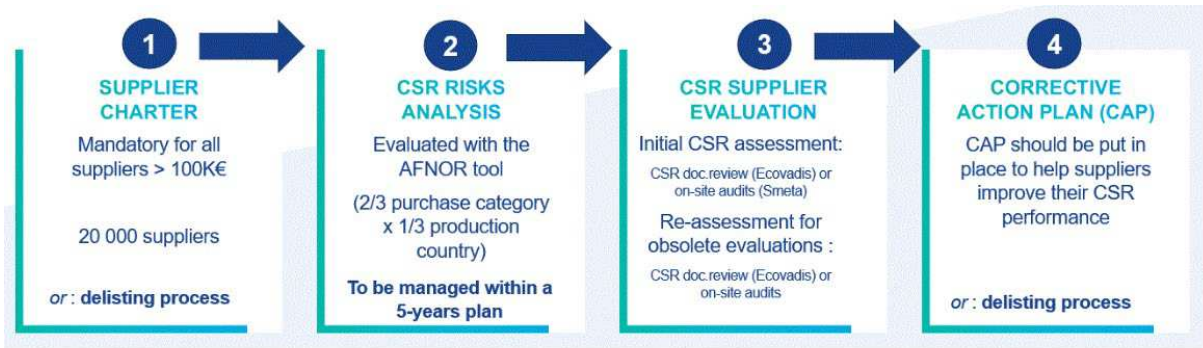 1
SUPPLIER
CHARTER
Mandatory for all
suppliers > 100K€
20 000 suppliers
or : delisting process
2
CSR RISKS
ANALYSIS
Evaluated with the
AFNOR tool
(2/3 purchase category
x 1/3 production
country)
To be managed within a
5-years plan
3
CSR SUPPLIER
EVALUATION
Initial CSR assessment:
CSR doc.review (Ecovadis) or
on-site audits (Smeta)
Re-assessment for
obsolete evaluations :
CSR doc.review (Ecovadis) or
on-site audits
4
CORRECTIVE
ACTION PLAN (CAP)
CAP should be put in
place to help suppliers
improve their CSR
performance
or : delisting process